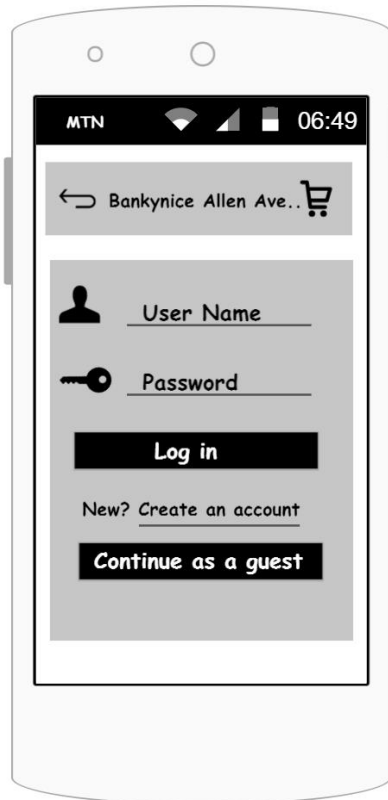 MTN 06:49
Bankynice Allen Ave..
User Name
Password
Log in
New? Create an account
Continue as a guest